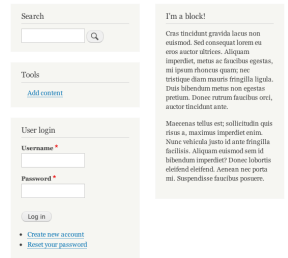 Search
Tools
Add content
User login
Username *
Password *
Log in
Create new account
Reset your password
I'm a block!
Cras tincidunt gravida lacus non
euismod. Sed consequat lorem eu
eros auctor ultrices. Aliquam
imperdiet, metus ac faucibus egestas,
mi ipsum rhoncus quam; nec
tristique diam mauris fringilla ligula.
Duis bibendum metus non egestas
pretium. Donec rutrum faucibus orci,
auctor tincidunt ante.
Maecenas tellus est; sollicitudin quis
risus a, maximus imperdiet enim.
Nunc vehicula justo id ante fringilla
facilisis. Aliquam euismod sem id
bibendum imperdiet? Donec lobortis
eleifend eleifend. Aenean nec porta
mi. Suspendisse faucibus posuere.